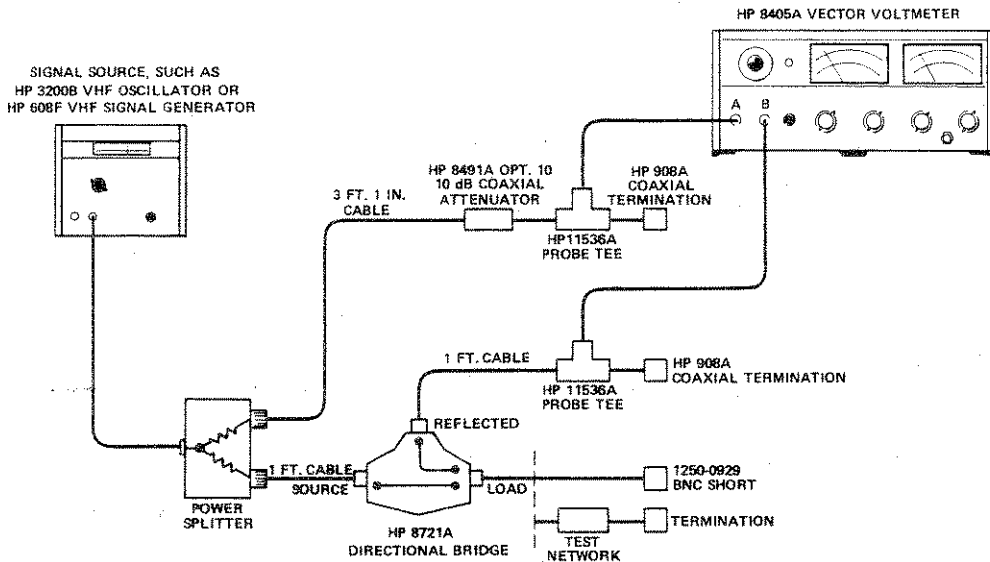 HP 8405A VECTOR VOLTMETER
SIGNAL SOURCE, SUCH AS
HP 3200B VHF OSCILLATOR OR
HP 608F VHF SIGNAL GENERATOR
A B
3 FT. 1 IN.
CABLE
HP 8491A OPT. 10
10 dB COAXIAL
ATTENUATOR
HP 908A
COAXIAL
TERMINATION
HP11536A
PROBE TEE
1 FT. CABLE
HP 11536A
PROBE TEE
HP 908A
COAXIAL TERMINATION
REFLECTED
1 FT. CABLE
SOURCE
LOAD
1250-0929
BNC SHORT
POWER
SPLITTER
HP 8721A
DIRECTIONAL BRIDGE
TEST
NETWORK
TERMINATION